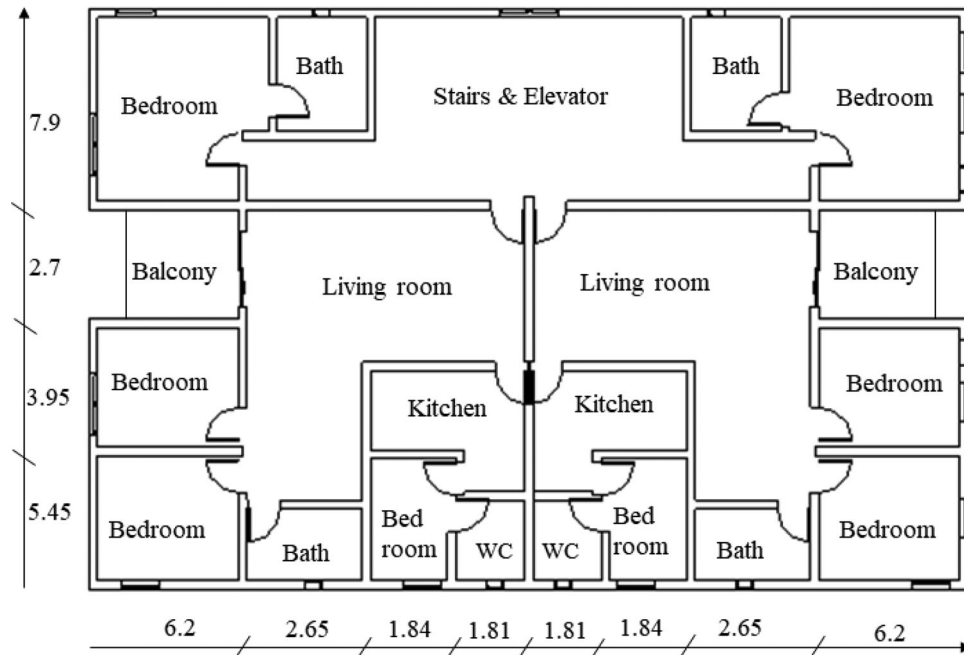 Bath
Bath
Bedroom
Stairs & Elevator
Bedroom
7.9
Balcony
Living room
Living room
Balcony
2.7
Bedroom
Kitchen
Kitchen
Bedroom
3.95
5.45
Bedroom
Bath
Bed
room
WC
WC
Bed
room
Bath
Bedroom
6.2
2.65
1.84
1.81
1.81
1.84
2.65
6.2